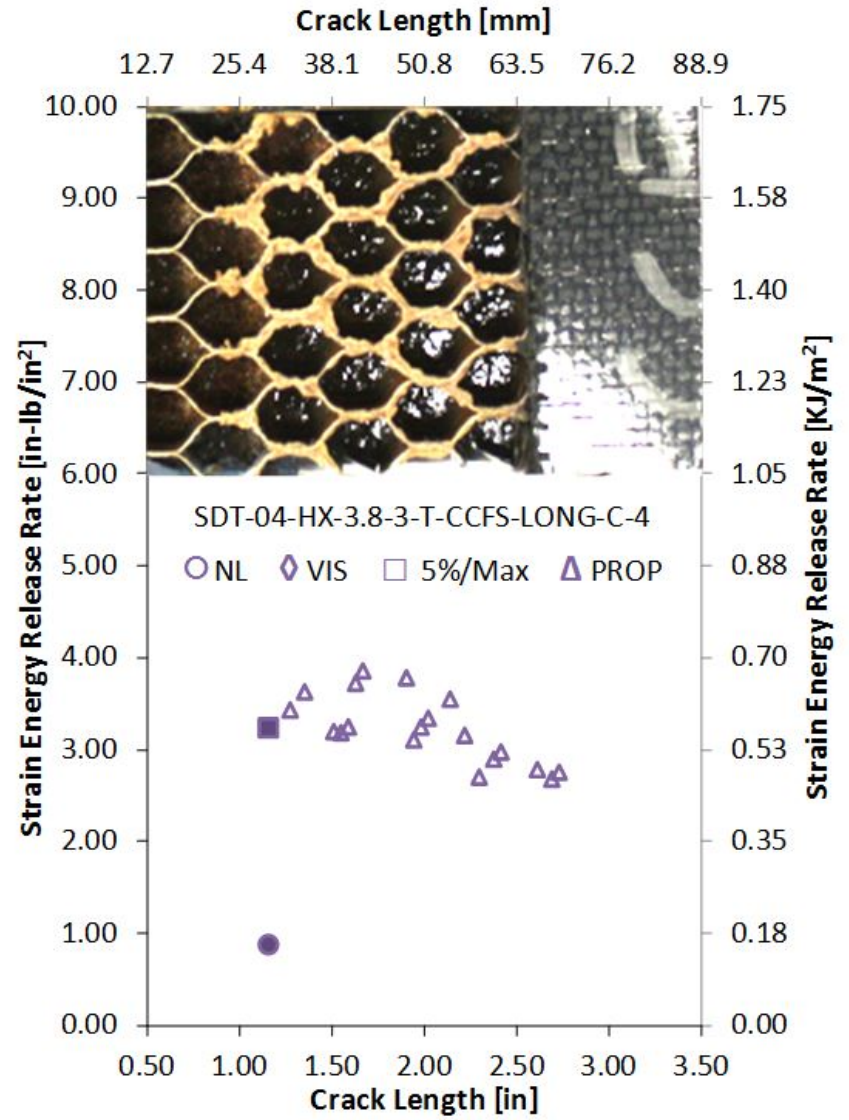 Crack Length [mm]
12.7 25.4 38.1 50.8 63.5 76.2 88.9
10.00 1.75
9.00 1.58
8.00 1.40
7.00 1.23
6.00 1.05
5.00 0.88
4.00 0.70
3.00 0.53
2.00 0.35
1.00 0.18
0.00 0.00
Strain Energy Release Rate [in-lb/in²]
Strain Energy Release Rate [KJ/m²]
SDT-04-HX-3.8-3-T-CCFS-LONG-C-4
NL VIS 5%/Max PROP
0.50 1.00 1.50 2.00 2.50 3.00 3.50
Crack Length [in]